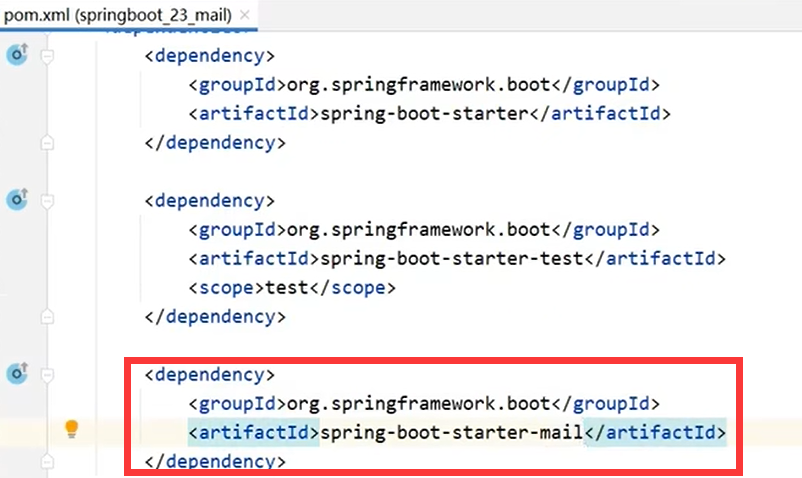 pom.xml (springboot_23_mail)
<dependency>
<groupId>org.springframework.boot</groupId>
<artifactId>spring-boot-starter</artifactId>
</dependency>
<dependency>
<groupId>org.springframework.boot</groupId>
<artifactId>spring-boot-starter-test</artifactId>
<scope>test</scope>
</dependency>
<dependency>
<groupId>org.springframework.boot</groupId>
<artifactId>spring-boot-starter-mail</artifactId>
</dependency>